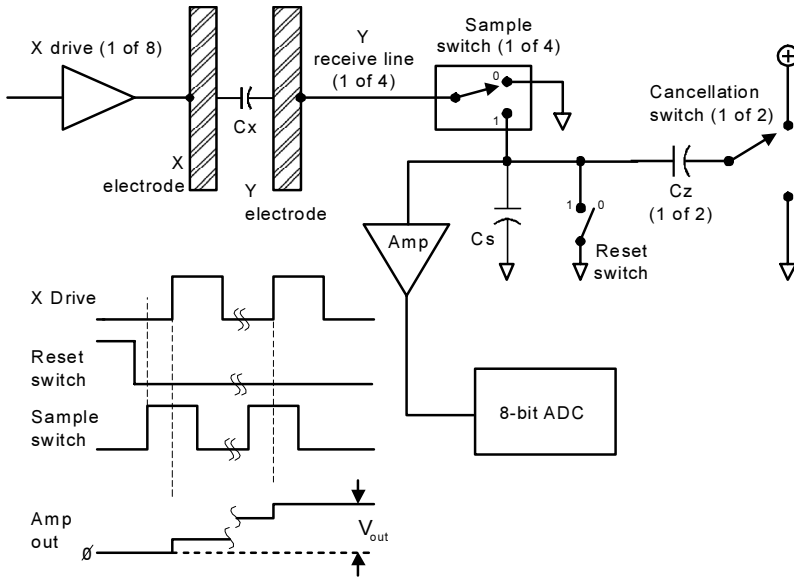 X drive (1 of 8)
Y
receive line
(1 of 4)
Sample
switch (1 of 4)
0
1
Cancellation
switch (1 of 2)
Cx
X
electrode
Y
electrode
Amp
Cs
1
0
Reset
switch
Cz
(1 of 2)
X Drive
Reset
switch
Sample
switch
8-bit ADC
Amp
out
Ø
Vout